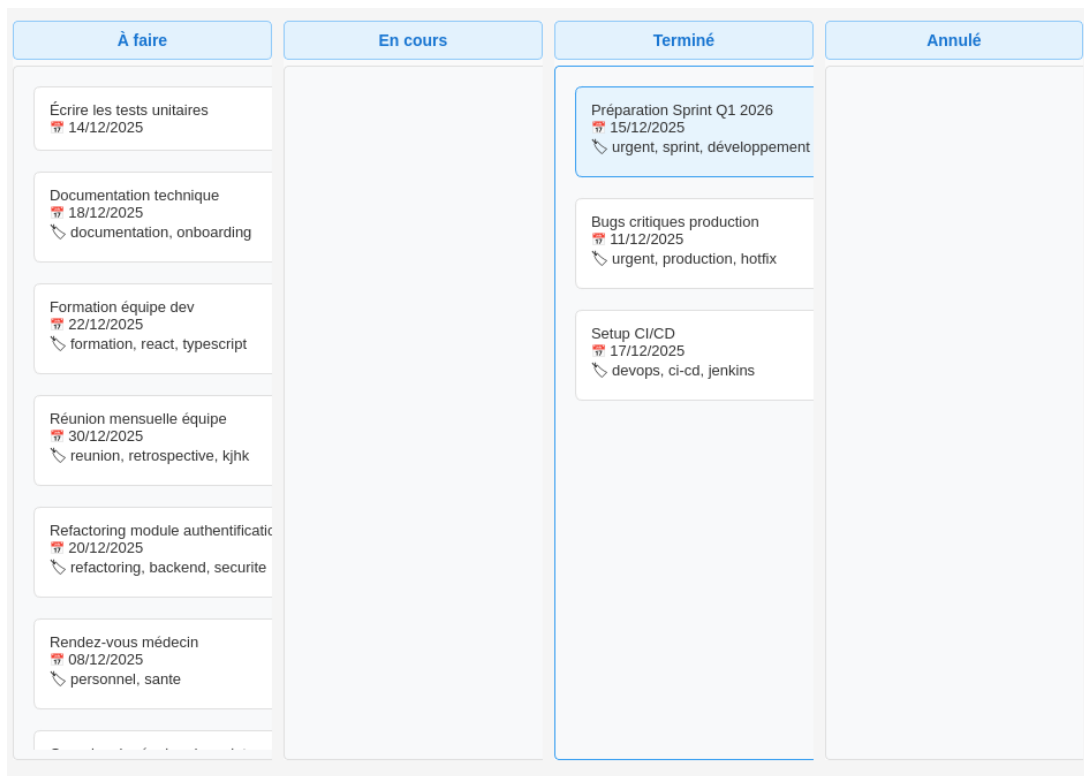 À faire
En cours
Terminé
Annulé
Écrire les tests unitaires
14/12/2025
Documentation technique
18/12/2025
documentation, onboarding
Formation équipe dev
22/12/2025
formation, react, typescript
Réunion mensuelle équipe
30/12/2025
reunion, retrospective, kjhk
Refactoring module authentificatio
20/12/2025
refactoring, backend, securite
Rendez-vous médecin
08/12/2025
personnel, sante
Préparation Sprint Q1 2026
15/12/2025
urgent, sprint, développement
Bugs critiques production
11/12/2025
urgent, production, hotfix
Setup CI/CD
17/12/2025
devops, ci-cd, jenkins